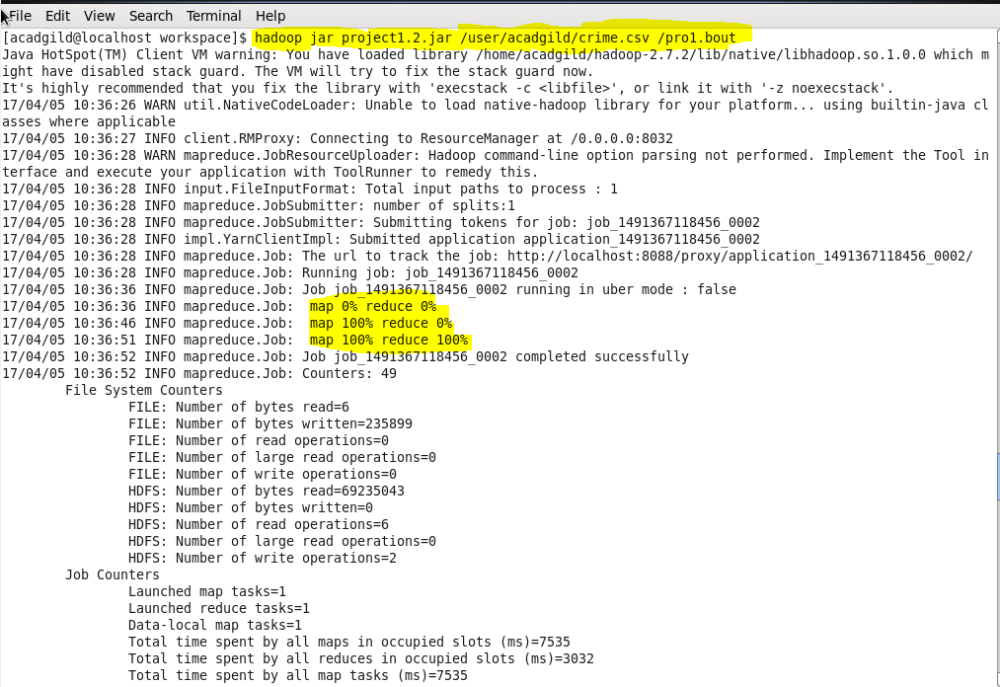 File Edit View Search Terminal Help
[acadgild@localhost workspace]$ hadoop jar project1.2.jar /user/acadgild/crime.csv /pro1.bout
Java HotSpot(TM) Client VM warning: You have loaded library /home/acadgild/hadoop-2.7.2/lib/native/libhadoop.so.1.0.0 which m
ight have disabled stack guard. The VM will try to fix the stack guard now.
It's highly recommended that you fix the library with 'execstack -c <libfile>', or link it with '-z noexecstack'.
17/04/05 10:36:26 WARN util.NativeCodeLoader: Unable to load native-hadoop library for your platform... using builtin-java cl
asses where applicable
17/04/05 10:36:27 INFO client.RMProxy: Connecting to ResourceManager at /0.0.0.0:8032
17/04/05 10:36:28 WARN mapreduce.JobResourceUploader: Hadoop command-line option parsing not performed. Implement the Tool in
terface and execute your application with ToolRunner to remedy this.
17/04/05 10:36:28 INFO input.FileInputFormat: Total input paths to process : 1
17/04/05 10:36:28 INFO mapreduce.JobSubmitter: number of splits:1
17/04/05 10:36:28 INFO mapreduce.JobSubmitter: Submitting tokens for job: job_1491367118456_0002
17/04/05 10:36:28 INFO impl.YarnClientImpl: Submitted application application_1491367118456_0002
17/04/05 10:36:28 INFO mapreduce.Job: The url to track the job: http://localhost:8088/proxy/application_1491367118456_0002/
17/04/05 10:36:28 INFO mapreduce.Job: Running job: job_1491367118456_0002
17/04/05 10:36:36 INFO mapreduce.Job: Job job_1491367118456_0002 running in uber mode : false
17/04/05 10:36:36 INFO mapreduce.Job:  map 0% reduce 0%
17/04/05 10:36:46 INFO mapreduce.Job:  map 100% reduce 0%
17/04/05 10:36:51 INFO mapreduce.Job:  map 100% reduce 100%
17/04/05 10:36:52 INFO mapreduce.Job: Job job_1491367118456_0002 completed successfully
17/04/05 10:36:52 INFO mapreduce.Job: Counters: 49
File System Counters
FILE: Number of bytes read=6
FILE: Number of bytes written=235899
FILE: Number of read operations=0
FILE: Number of large read operations=0
FILE: Number of write operations=0
HDFS: Number of bytes read=69235043
HDFS: Number of bytes written=0
HDFS: Number of read operations=6
HDFS: Number of large read operations=0
HDFS: Number of write operations=2
Job Counters
Launched map tasks=1
Launched reduce tasks=1
Data-local map tasks=1
Total time spent by all maps in occupied slots (ms)=7535
Total time spent by all reduces in occupied slots (ms)=3032
Total time spent by all map tasks (ms)=7535